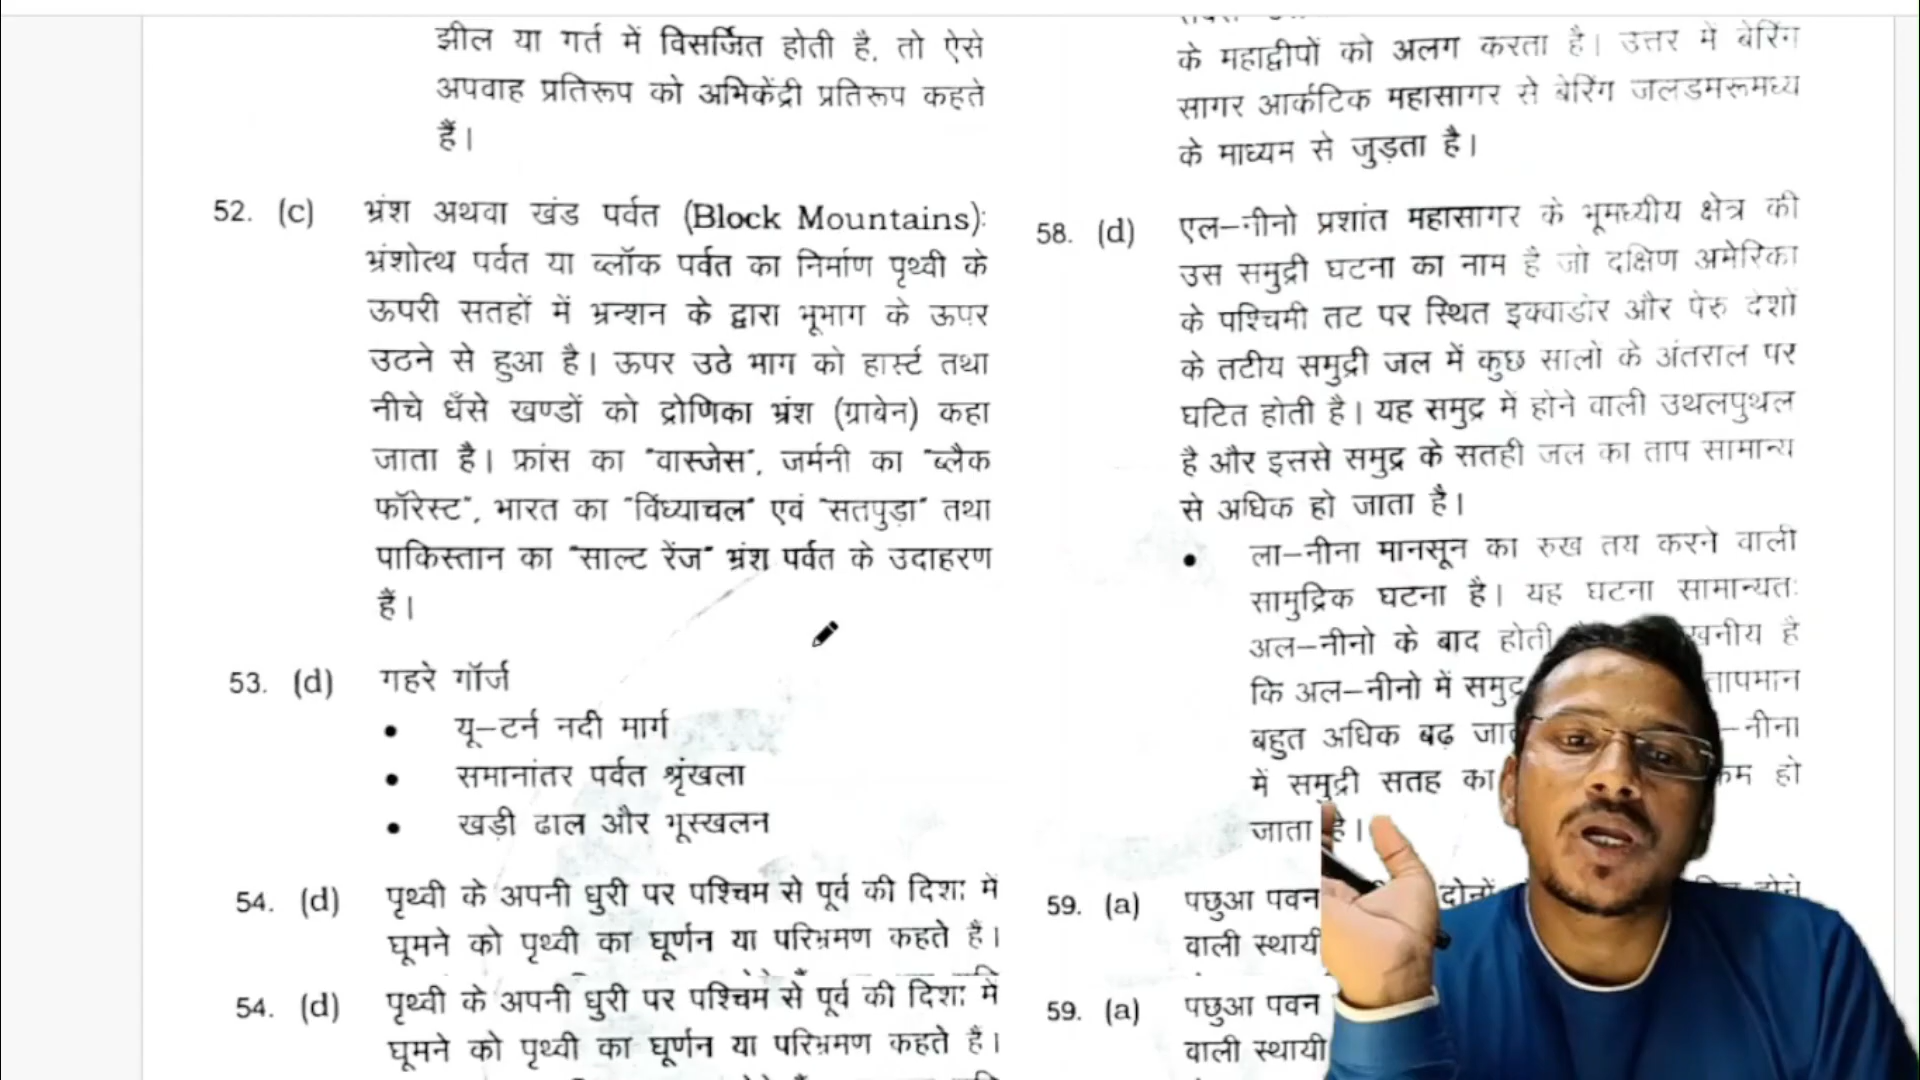 झील या गर्त में विसर्जित होती है, तो ऐसे
अपवाह प्रतिरूप को अभिकेंद्री प्रतिरूप कहते
हैं।
52. (c) भ्रंश अथवा खंड पर्वत (Block Mountains):
भ्रंशोत्थ पर्वत या ब्लॉक पर्वत का निर्माण पृथ्वी के
ऊपरी सतहों में भ्रन्शन के द्वारा भूभाग के ऊपर
उठने से हुआ है। ऊपर उठे भाग को हार्स्ट तथा
नीचे धँसे खण्डों को द्रोणिका भ्रंश (ग्राबेन) कहा
जाता है। फ्रांस का "वास्जेस", जर्मनी का "ब्लैक
फॉरेस्ट", भारत का "विंध्याचल" एवं "सतपुड़ा" तथा
पाकिस्तान का "साल्ट रेंज" भ्रंश पर्वत के उदाहरण
हैं।
53. (d) गहरे गॉर्ज
• यू–टर्न नदी मार्ग
• समानांतर पर्वत श्रृंखला
• खड़ी ढाल और भूस्खलन
54. (d) पृथ्वी के अपनी धुरी पर पश्चिम से पूर्व की दिशा में
घूमने को पृथ्वी का घूर्णन या परिभ्रमण कहते हैं।
54. (d) पृथ्वी के अपनी धुरी पर पश्चिम से पूर्व की दिशा में
घूमने को पृथ्वी का घूर्णन या परिभ्रमण कहते हैं।
के महाद्वीपों को अलग करता है। उत्तर में बेरिंग
सागर आर्कटिक महासागर से बेरिंग जलडमरूमध्य
के माध्यम से जुड़ता है।
58. (d) एल–नीनो प्रशांत महासागर के भूमध्यीय क्षेत्र की
उस समुद्री घटना का नाम है जो दक्षिण अमेरिका
के पश्चिमी तट पर स्थित इक्वाडोर और पेरु देशों
के तटीय समुद्री जल में कुछ सालों के अंतराल पर
घटित होती है। यह समुद्र में होने वाली उथलपुथल
है और इससे समुद्र के सतही जल का ताप सामान्य
से अधिक हो जाता है।
• ला–नीना मानसून का रुख तय करने वाली
सामुद्रिक घटना है। यह घटना सामान्यतः
अल–नीनो के बाद होती
कि अल–नीनो में तापमान
बहुत अधिक बढ़ –नीना
में समुद्री सतह का कम हो
जाता है।
59. (a) पछुआ पवन दोनों होने
वाली
59. (a) पछुआ पवन
वाली